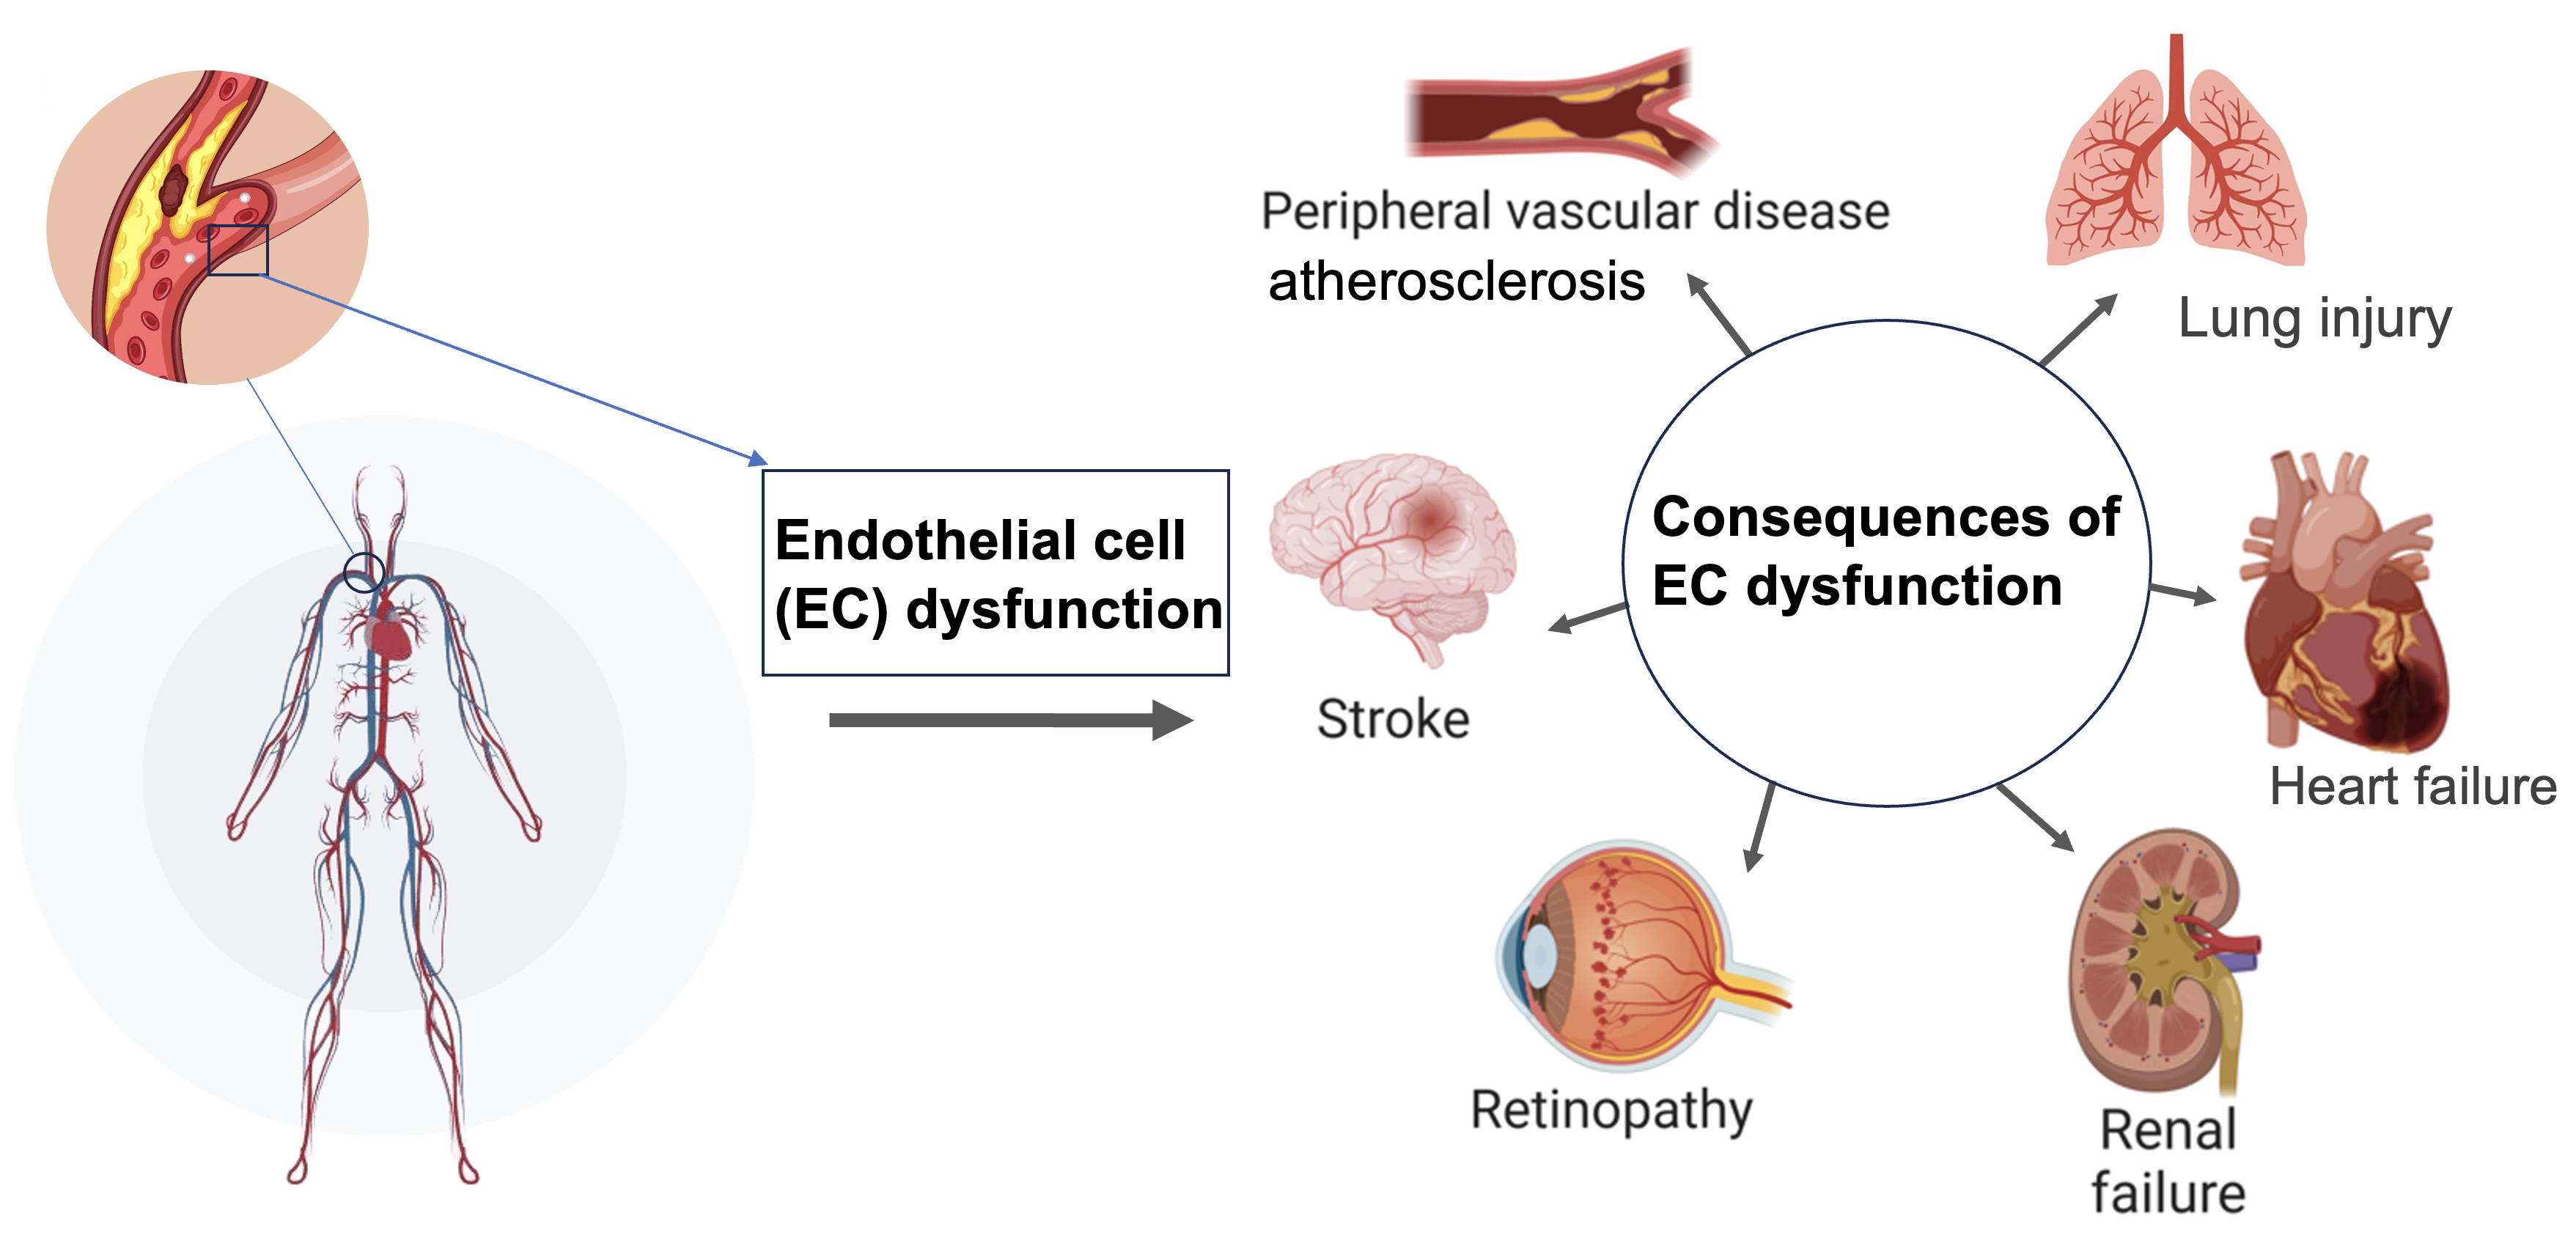 Peripheral vascular disease
atherosclerosis
Lung injury
Endothelial cell
(EC) dysfunction
Consequences of
EC dysfunction
Stroke
Heart failure
Retinopathy
Renal
failure